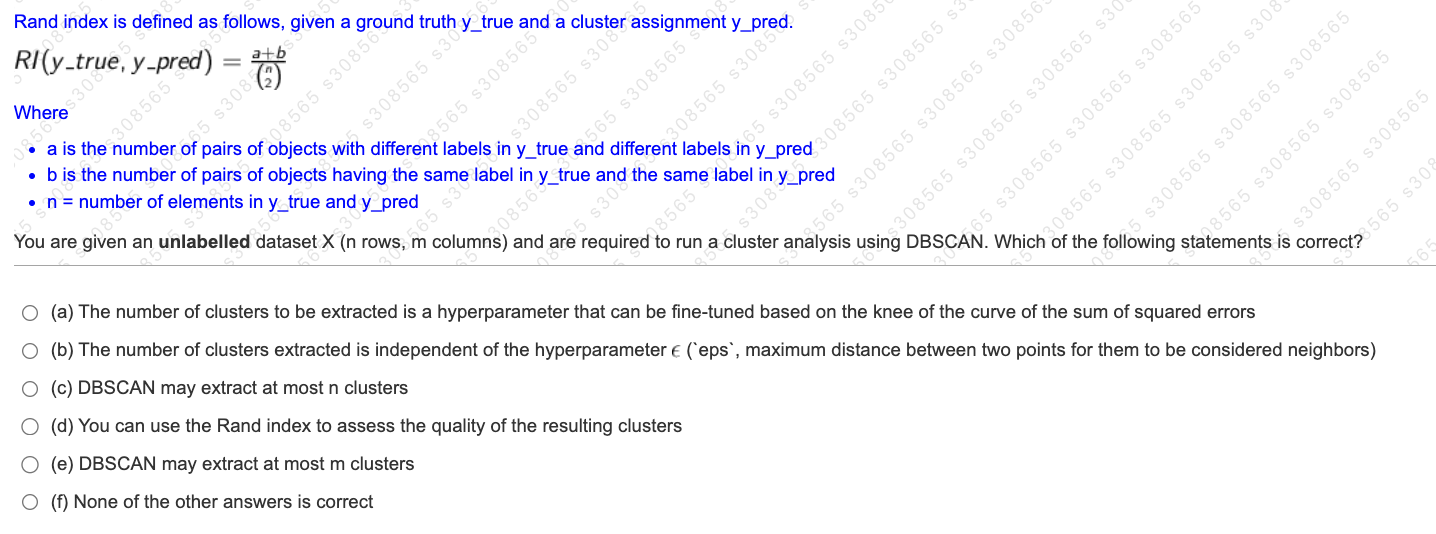 Rand index is defined as follows, given a ground truth y_true and a cluster assignment y_pred.
RI(y_true, y_pred) = a+b / (n 2)
Where
• a is the number of pairs of objects with different labels in y_true and different labels in y_pred
• b is the number of pairs of objects having the same label in y_true and the same label in y_pred
• n = number of elements in y_true and y_pred
You are given an unlabelled dataset X (n rows, m columns) and are required to run a cluster analysis using DBSCAN. Which of the following statements is correct?
(a) The number of clusters to be extracted is a hyperparameter that can be fine-tuned based on the knee of the curve of the sum of squared errors
(b) The number of clusters extracted is independent of the hyperparameter ϵ (`eps`, maximum distance between two points for them to be considered neighbors)
(c) DBSCAN may extract at most n clusters
(d) You can use the Rand index to assess the quality of the resulting clusters
(e) DBSCAN may extract at most m clusters
(f) None of the other answers is correct
s308565